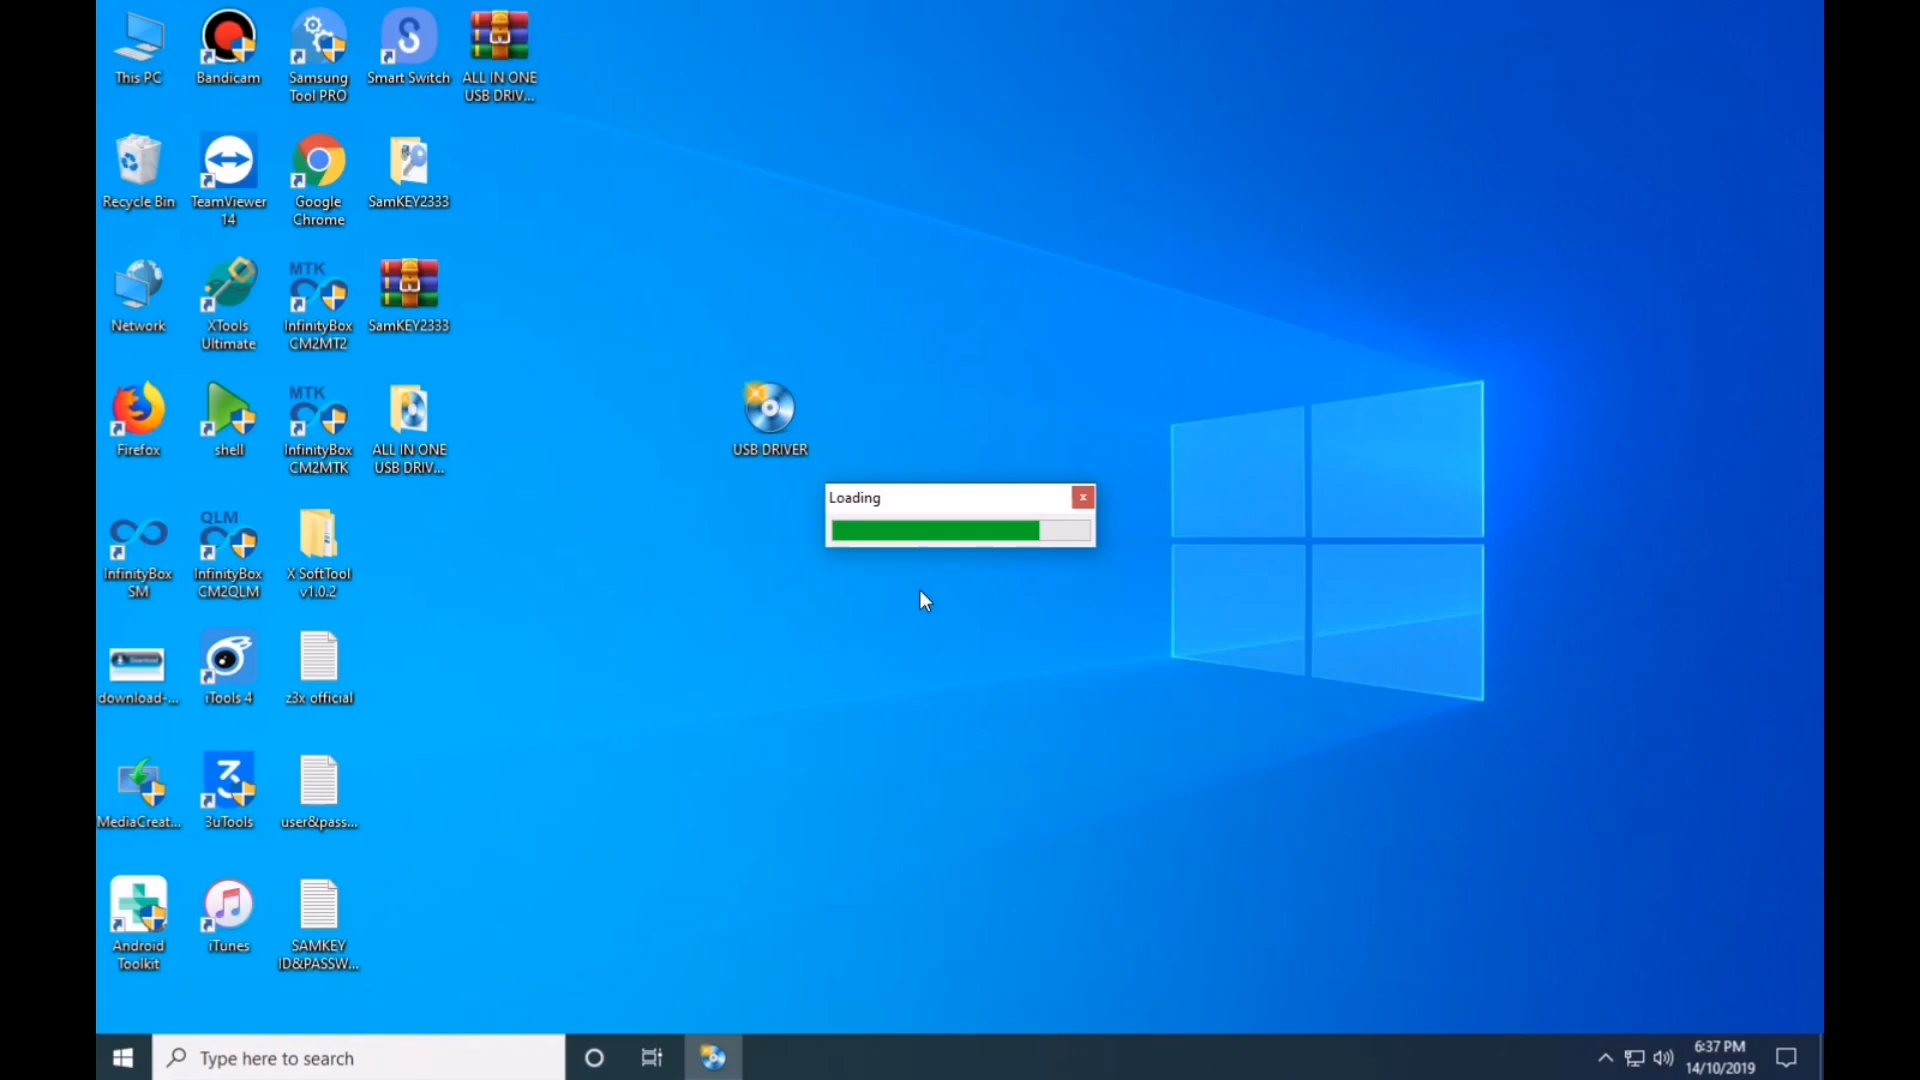 This PC
Bandicam
Samsung
Tool PRO
Smart Switch
ALL IN ONE
USB DRIV...
Recycle Bin
TeamViewer
14
Google
Chrome
SamKEY2333
Network
XTools
Ultimate
MTK
InfinityBox
CM2MT2
SamKEY2333
Firefox
shell
MTK
InfinityBox
CM2MTK
ALL IN ONE
USB DRIV...
USB DRIVER
Loading
InfinityBox
SM
QLM
InfinityBox
CM2QLM
X SoftTool
v1.0.2
Download
download-...
iTools 4
z3x official
MediaCreat...
3uTools
user&pass...
Android
Toolkit
iTunes
SAMKEY
ID&PASSW...
Type here to search
6:37 PM
14/10/2019